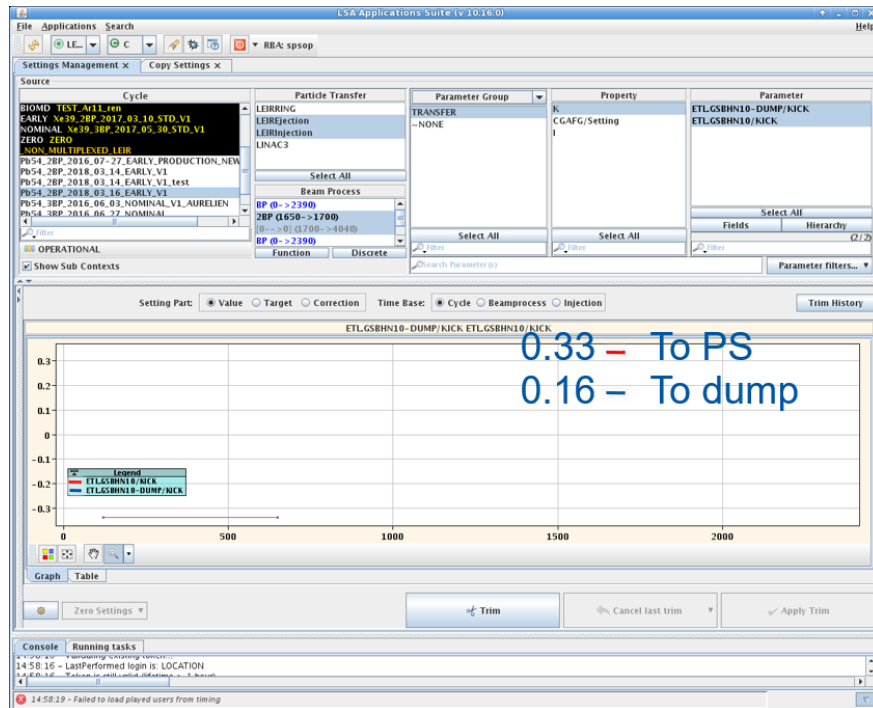 LSA Applications Suite (v 10.16.0)
File Applications Search Help
LE... C RBA: spsop
Settings Management x Copy Settings x
Source
Cycle
BIOMD TEST_Ar11_ren
EARLY Xe39_2BP_2017_03_10_STD_V1
NOMINAL Xe39_3BP_2017_05_30_STD_V1
ZERO ZERO
_NON_MULTIPLEXED_LEIR
Pb54_2BP_2016_07-27_EARLY_PRODUCTION_NEW
Pb54_2BP_2018_03_14_EARLY_V1
Pb54_2BP_2018_03_14_EARLY_V1_test
Pb54_2BP_2018_03_16_EARLY_V1
Pb54_3BP_2016_06_03_NOMINAL_V1_AURELIEN
Pb54_3BP_2016_06_27_NOMINAL
Filter
OPERATIONAL
Show Sub Contexts
Particle Transfer
LEIRRING
LEIREjection
LEIRInjection
LINAC3
Select All
Beam Process
BP (0->2390)
2BP (1650->1700)
[0-->0] (1700->4040)
BP (0->2390)
Function Discrete
Parameter Group
TRANSFER
~NONE
Select All
Filter
Property
K
CGAFG/Setting
I
Select All
Filter
Parameter
ETL.GSBHN10-DUMP/KICK
ETL.GSBHN10/KICK
Select All
Fields Hierarchy
(2/2)
Filter
Search Parameter(s)
Parameter filters...
Setting Part: Value Target Correction Time Base: Cycle Beamprocess Injection Trim History
ETL.GSBHN10-DUMP/KICK ETL.GSBHN10/KICK
0.33 – To PS
0.16 – To dump
0.3
0.2
0.1
0
-0.1
-0.2
-0.3
Legend
ETL.GSBHN10/KICK
ETL.GSBHN10-DUMP/KICK
0 500 1000 1500 2000
Graph Table
Zero Settings Trim Cancel last trim Apply Trim
Console Running tasks
14:58:16 - LastPerformed login is: LOCATION
14:58:19 - Failed to load played users from timing